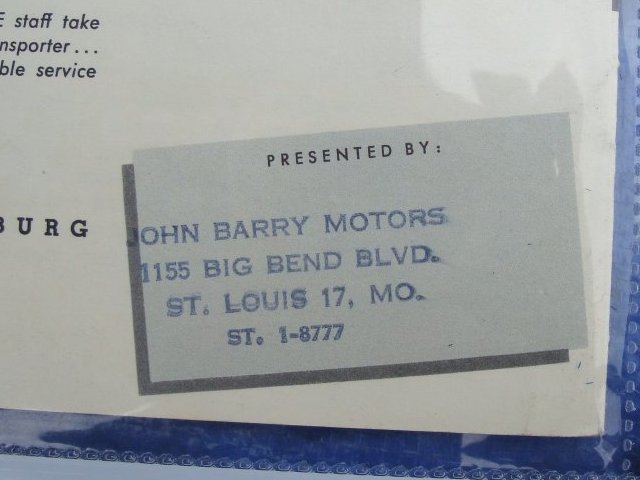 E staff take
nsporter...
ble service
BURG
PRESENTED BY:
JOHN BARRY MOTORS
1155 BIG BEND BLVD.
ST. LOUIS 17, MO.
ST. 1-8777